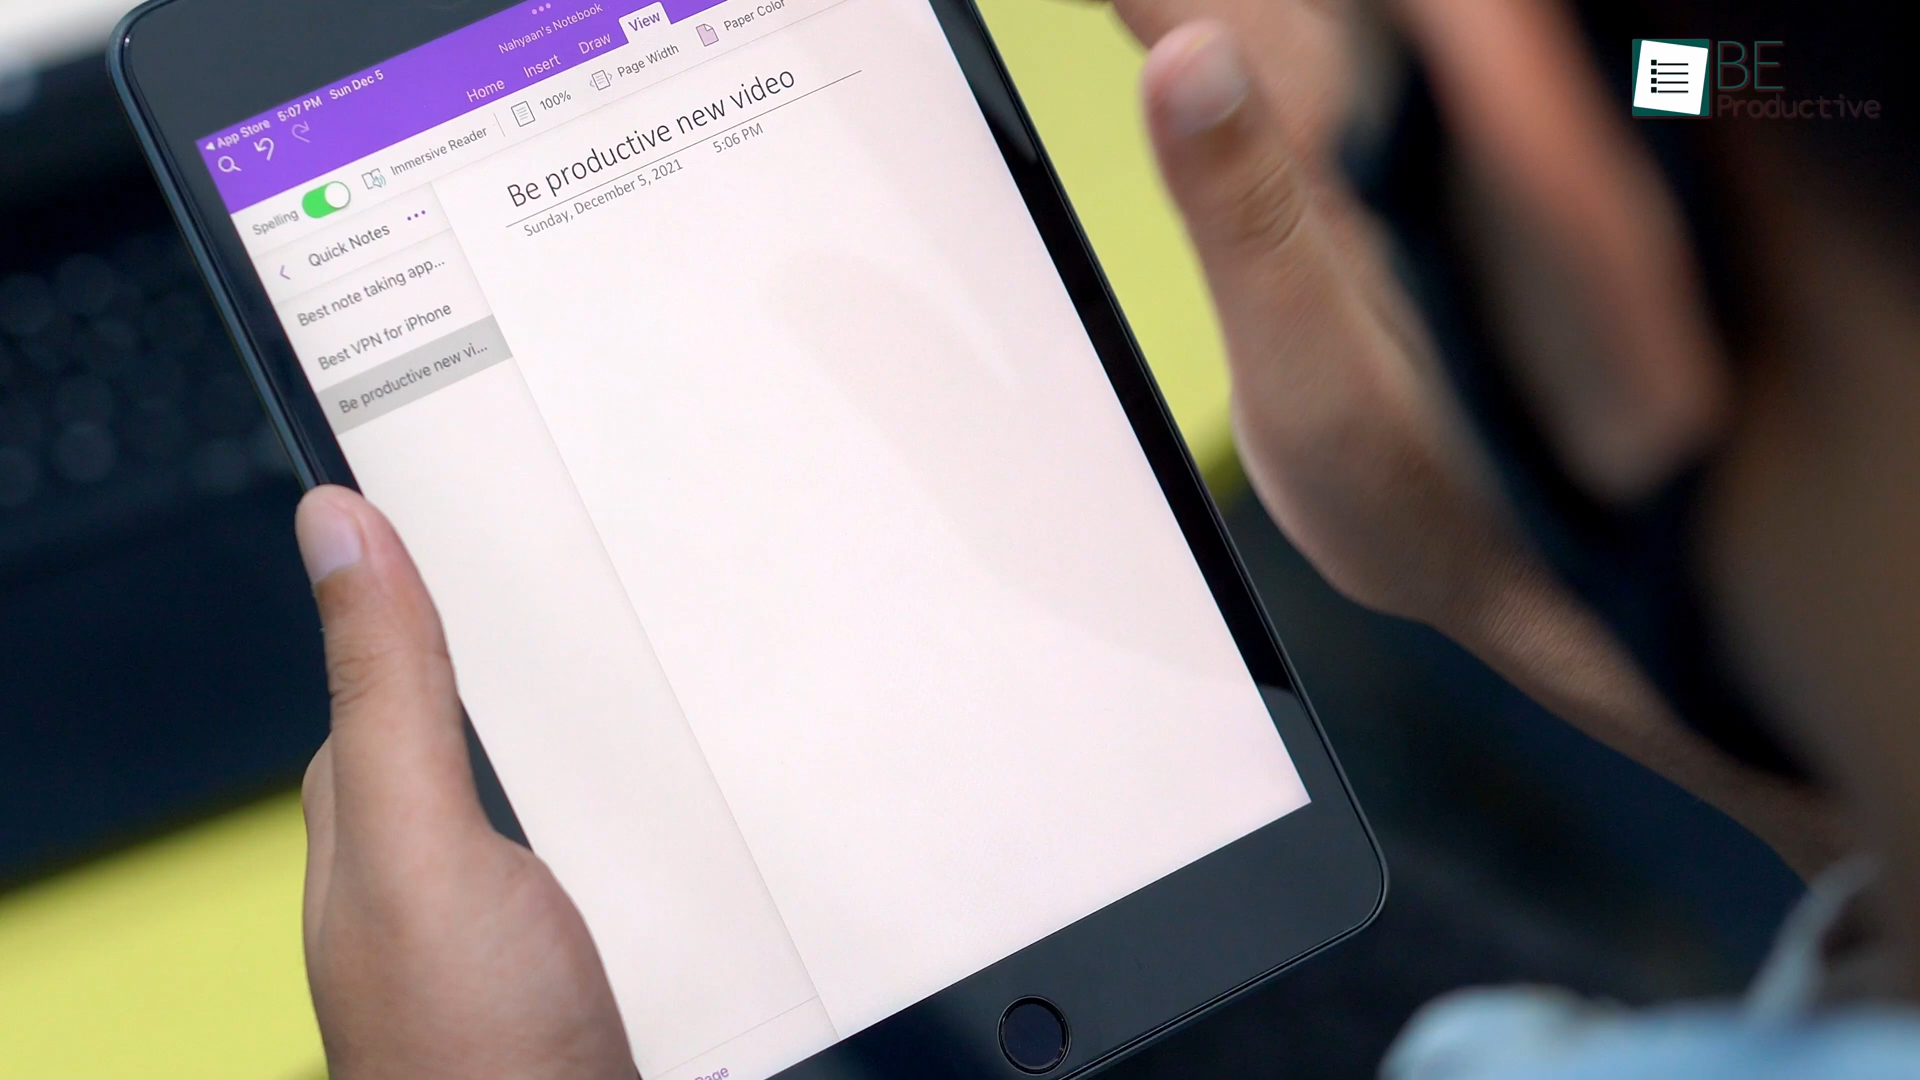 App Store 5:07 PM Sun Dec 5
Nahyaan's Notebook
Home Insert Draw View
Spelling Immersive Reader 100% Page Width Paper Color
Quick Notes
Best note taking app...
Best VPN for iPhone
Be productive new vi...
Be productive new video
Sunday, December 5, 2021 5:06 PM
Page
BE
Productive